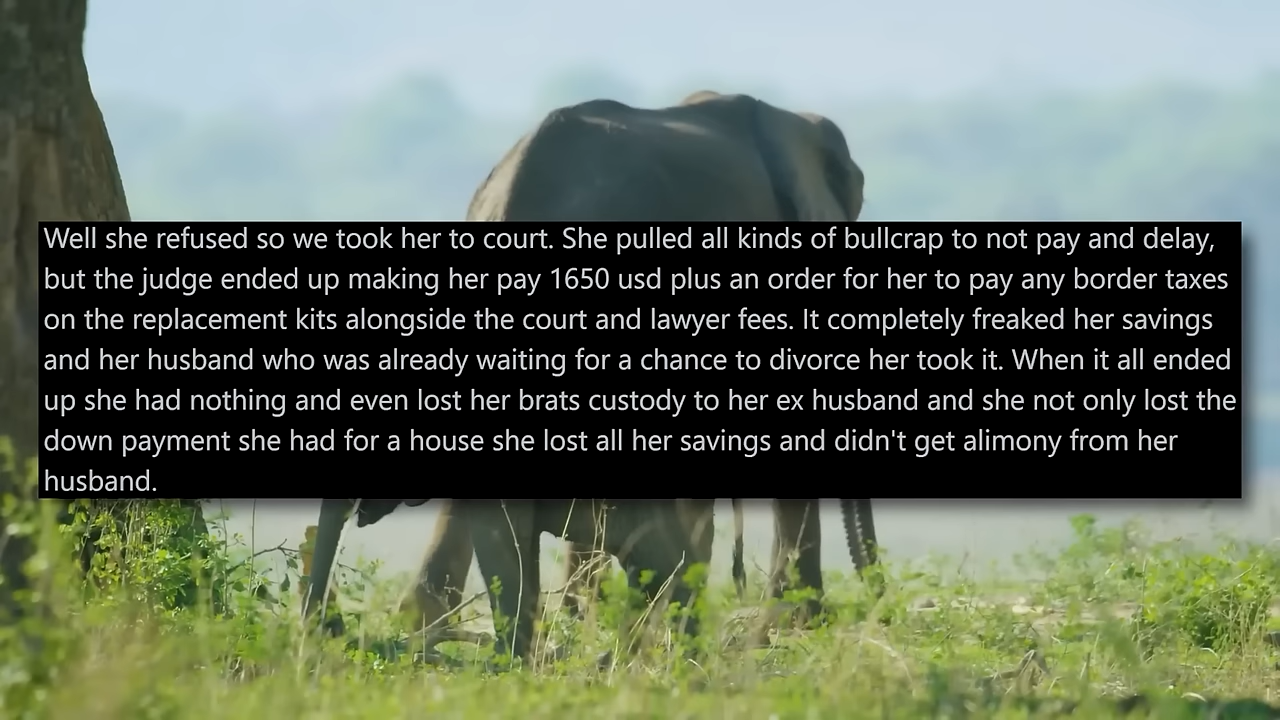 Well she refused so we took her to court. She pulled all kinds of bullcrap to not pay and delay,
but the judge ended up making her pay 1650 usd plus an order for her to pay any border taxes
on the replacement kits alongside the court and lawyer fees. It completely freaked her savings
and her husband who was already waiting for a chance to divorce her took it. When it all ended
up she had nothing and even lost her brats custody to her ex husband and she not only lost the
down payment she had for a house she lost all her savings and didn't get alimony from her
husband.